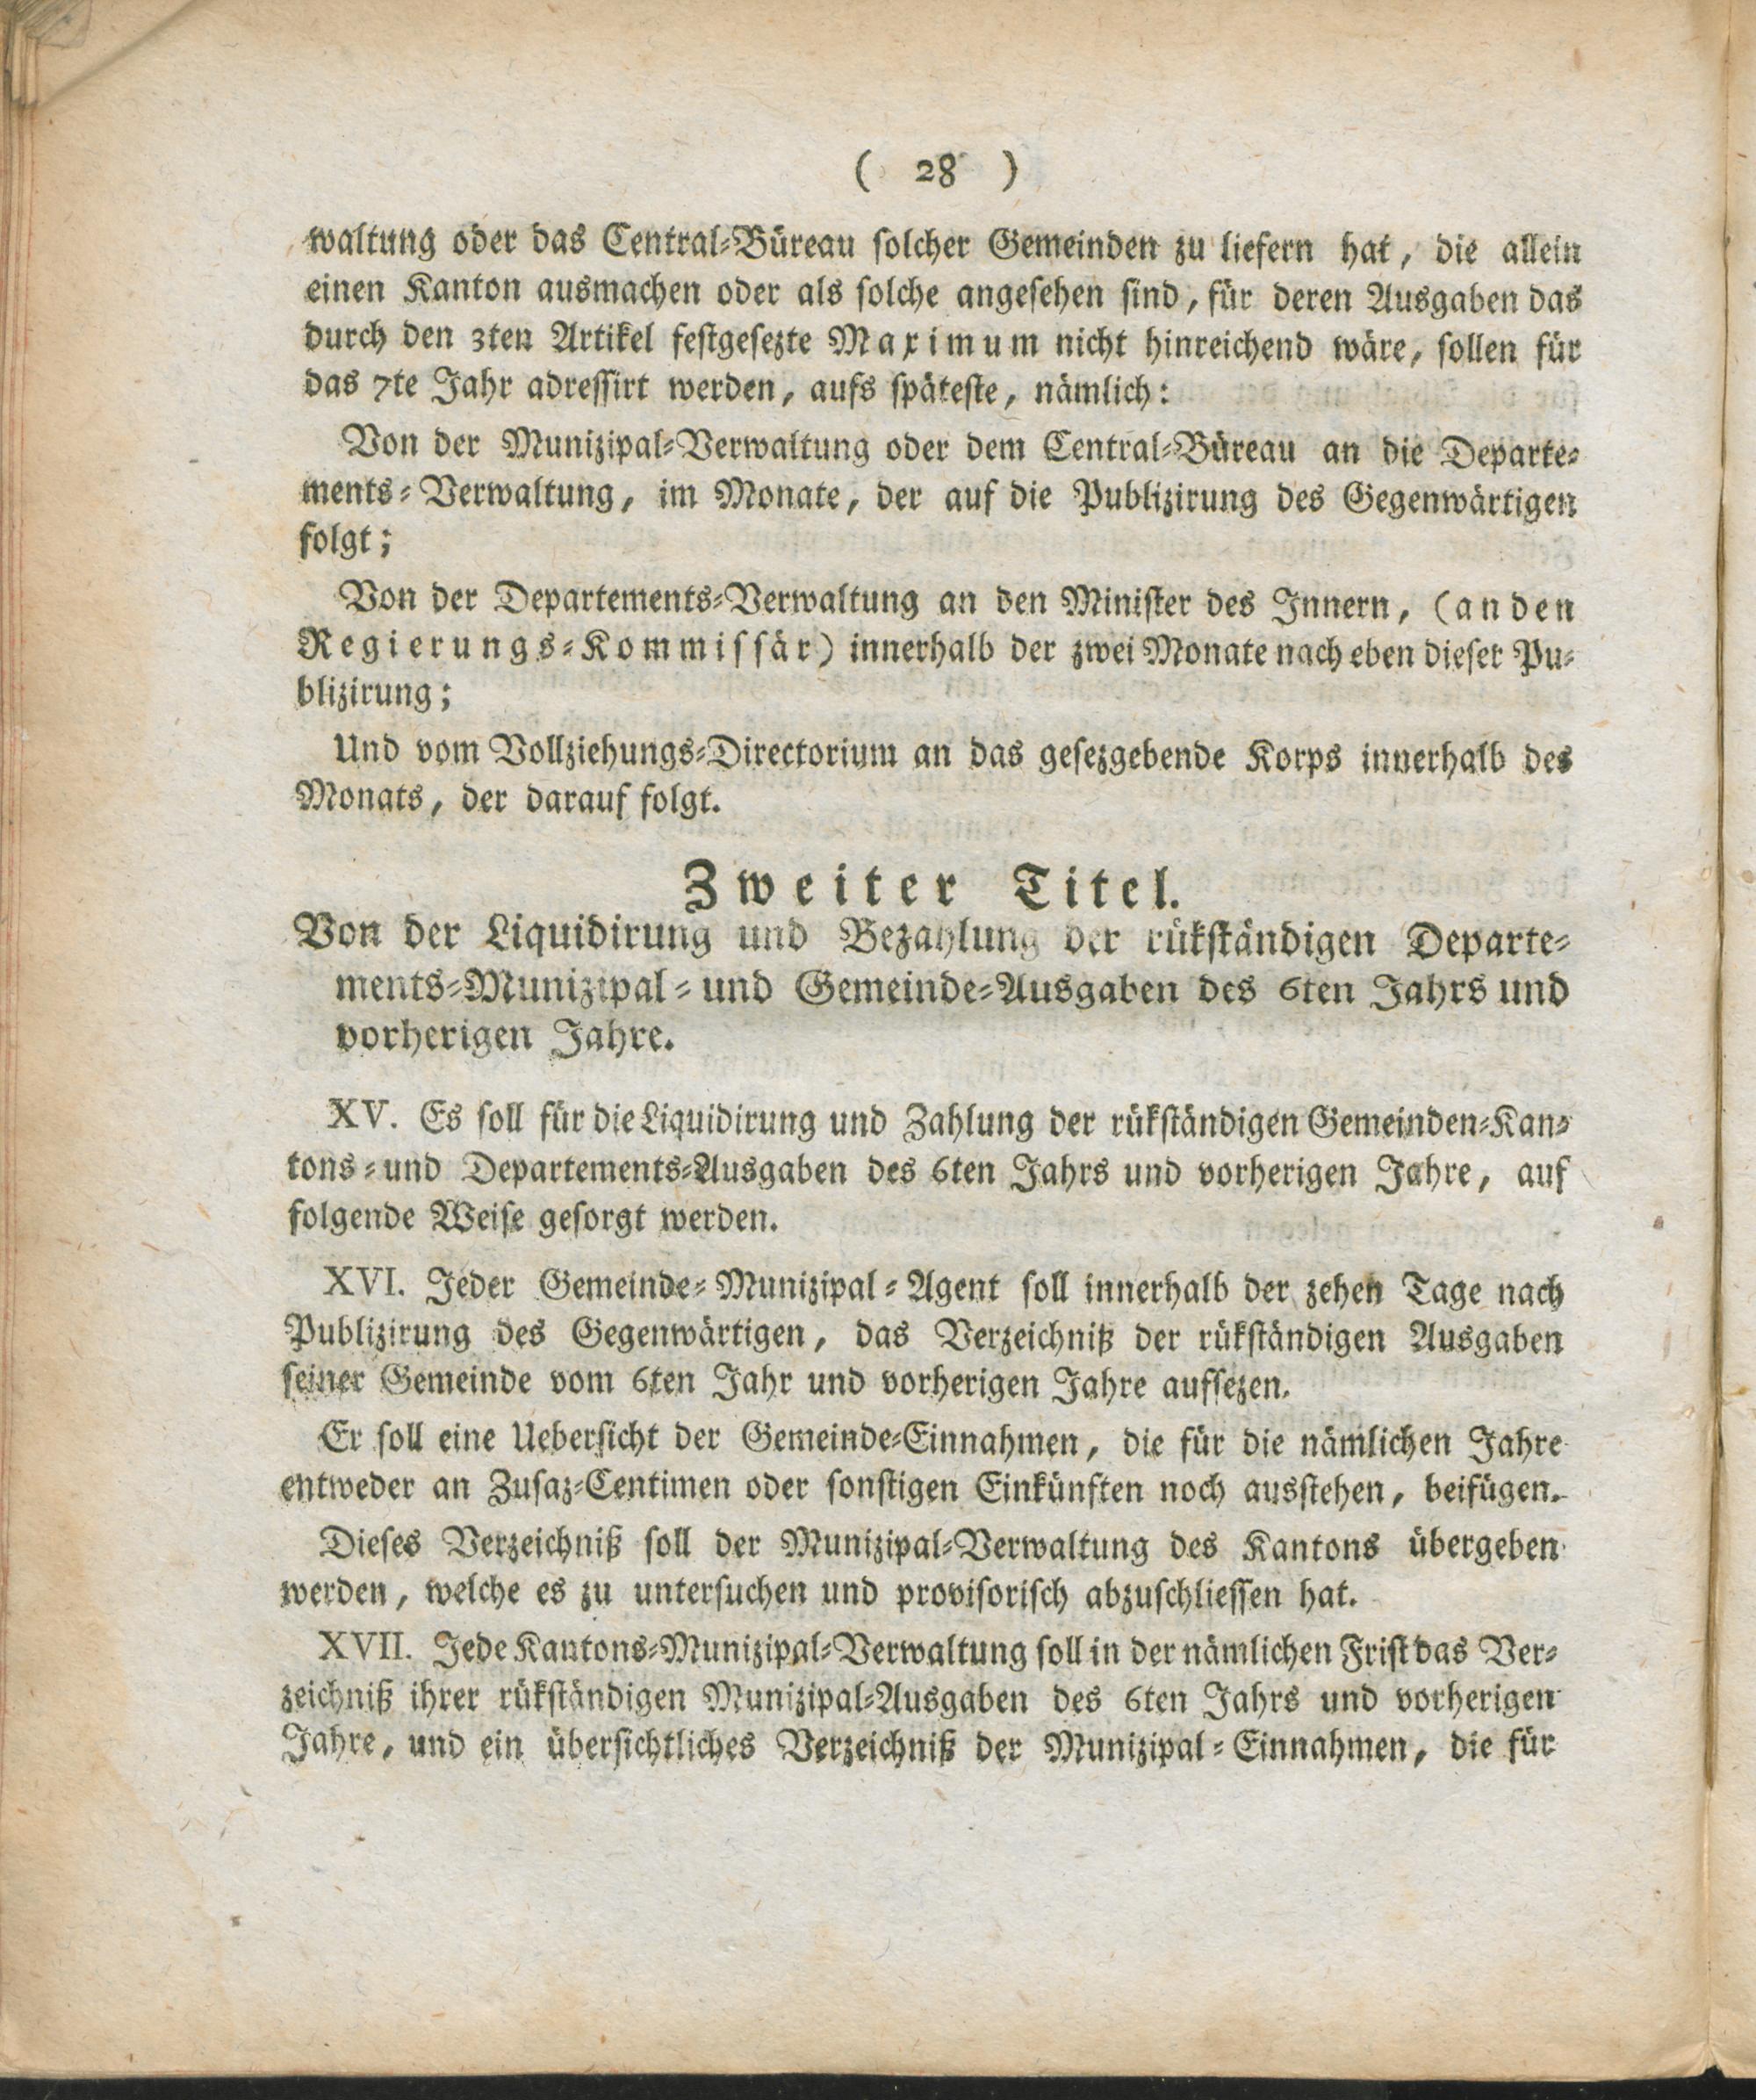 ( 28 )
waltung oder das Central-Büreau solcher Gemeinden zu liefern hat, die allein
einen Kanton ausmachen oder als solche angesehen sind, für deren Ausgaben das
durch den 3ten Artikel festgesezte Maximum nicht hinreichend wäre, sollen für
das 7te Jahr adressirt werden, aufs späteste, nämlich:
Von der Munizipal-Verwaltung oder dem Central-Büreau an die Departe-
ments-Verwaltung, im Monate, der auf die Publizirung des Gegenwärtigen
folgt;
Von der Departements-Verwaltung an den Minister des Innern, (an den
Regierungs-Kommissär) innerhalb der zwei Monate nach eben dieser Pu-
blizirung;
Und vom Vollziehungs-Directorium an das gesezgebende Korps innerhalb des
Monats, der darauf folgt.
Zweiter Titel.
Von der Liquidirung und Bezahlung der rükständigen Departe-
ments-Munizipal- und Gemeinde-Ausgaben des 6ten Jahrs und
vorherigen Jahre.
XV. Es soll für die Liquidirung und Zahlung der rükständigen Gemeinden-Kan-
tons- und Departements-Ausgaben des 6ten Jahrs und vorherigen Jahre, auf
folgende Weise gesorgt werden.
XVI. Jeder Gemeinde-Munizipal-Agent soll innerhalb der zehen Tage nach
Publizirung des Gegenwärtigen, das Verzeichniß der rükständigen Ausgaben
seiner Gemeinde vom 6ten Jahr und vorherigen Jahre aufsezen.
Er soll eine Uebersicht der Gemeinde-Einnahmen, die für die nämlichen Jahre
entweder an Zusaz-Centimen oder sonstigen Einkünften noch ausstehen, beifügen.
Dieses Verzeichniß soll der Munizipal-Verwaltung des Kantons übergeben
werden, welche es zu untersuchen und provisorisch abzuschliessen hat.
XVII. Jede Kantons-Munizipal-Verwaltung soll in der nämlichen Frist das Ver-
zeichniß ihrer rükständigen Munizipal-Ausgaben des 6ten Jahrs und vorherigen
Jahre, und ein übersichtliches Verzeichniß der Munizipal-Einnahmen, die für